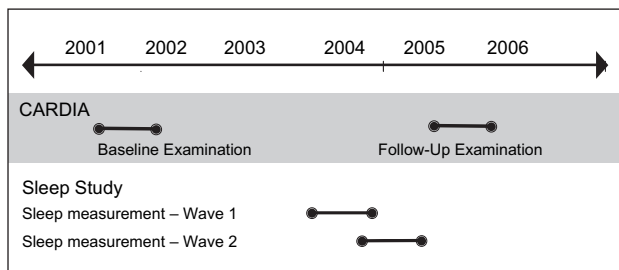 2001 2002 2003 2004 2005 2006
CARDIA
Baseline Examination Follow-Up Examination
Sleep Study
Sleep measurement – Wave 1
Sleep measurement – Wave 2